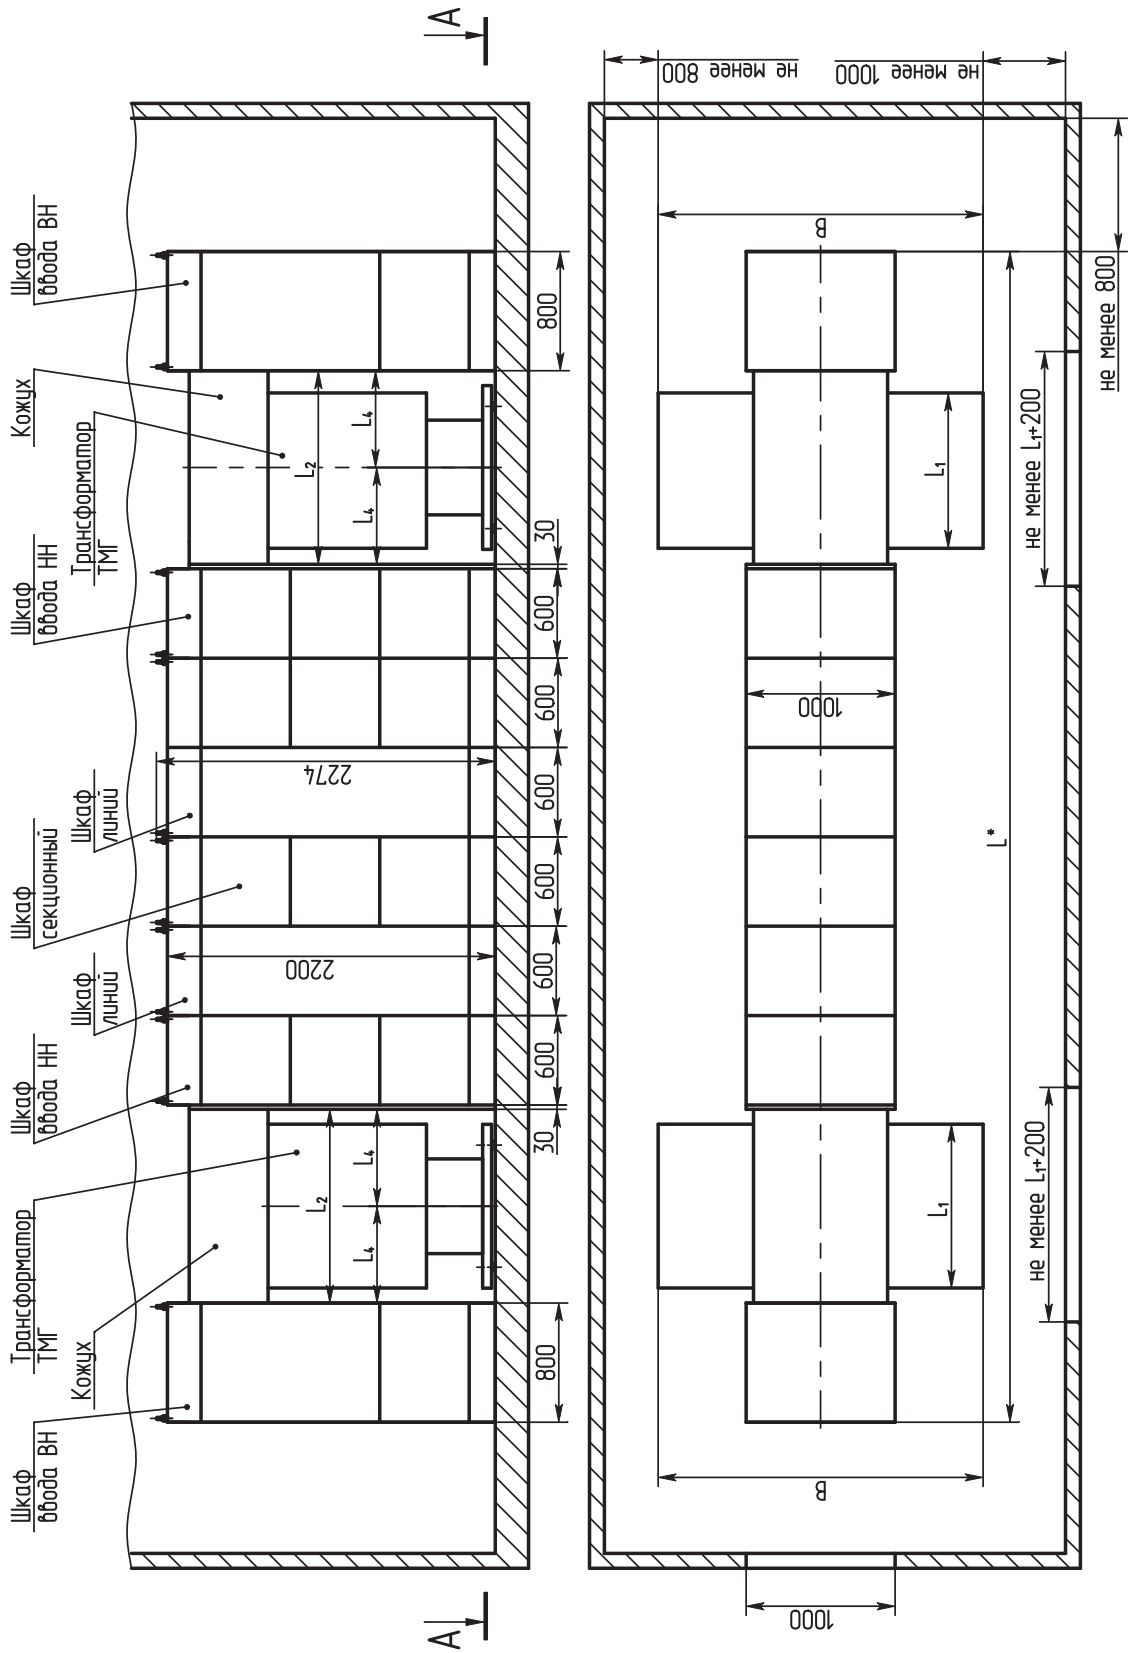 А
А
Шкаф
ввода ВН
Кожух
Трансформатор
ТМГ
Шкаф
ввода НН
Шкаф
линий
Шкаф
секционный
Шкаф
линий
Шкаф
ввода НН
Трансформатор
ТМГ
Кожух
Шкаф
ввода ВН
L₂
L₄
L₄
2200
2274
L₂
L₄
L₄
800
30
600
600
600
600
600
600
30
800
не менее 800
не менее 1000
В
В
1000
1000
L₁
L₁
L*
не менее L₁+200
не менее L₁+200
не менее 800